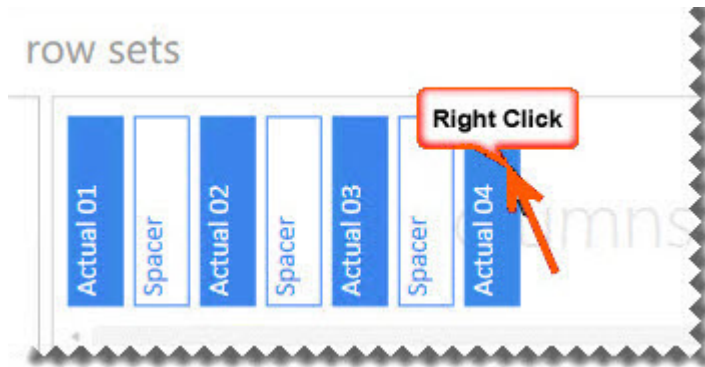 row sets
Right Click
Actual 01
Spacer
Actual 02
Spacer
Actual 03
Spacer
Actual 04